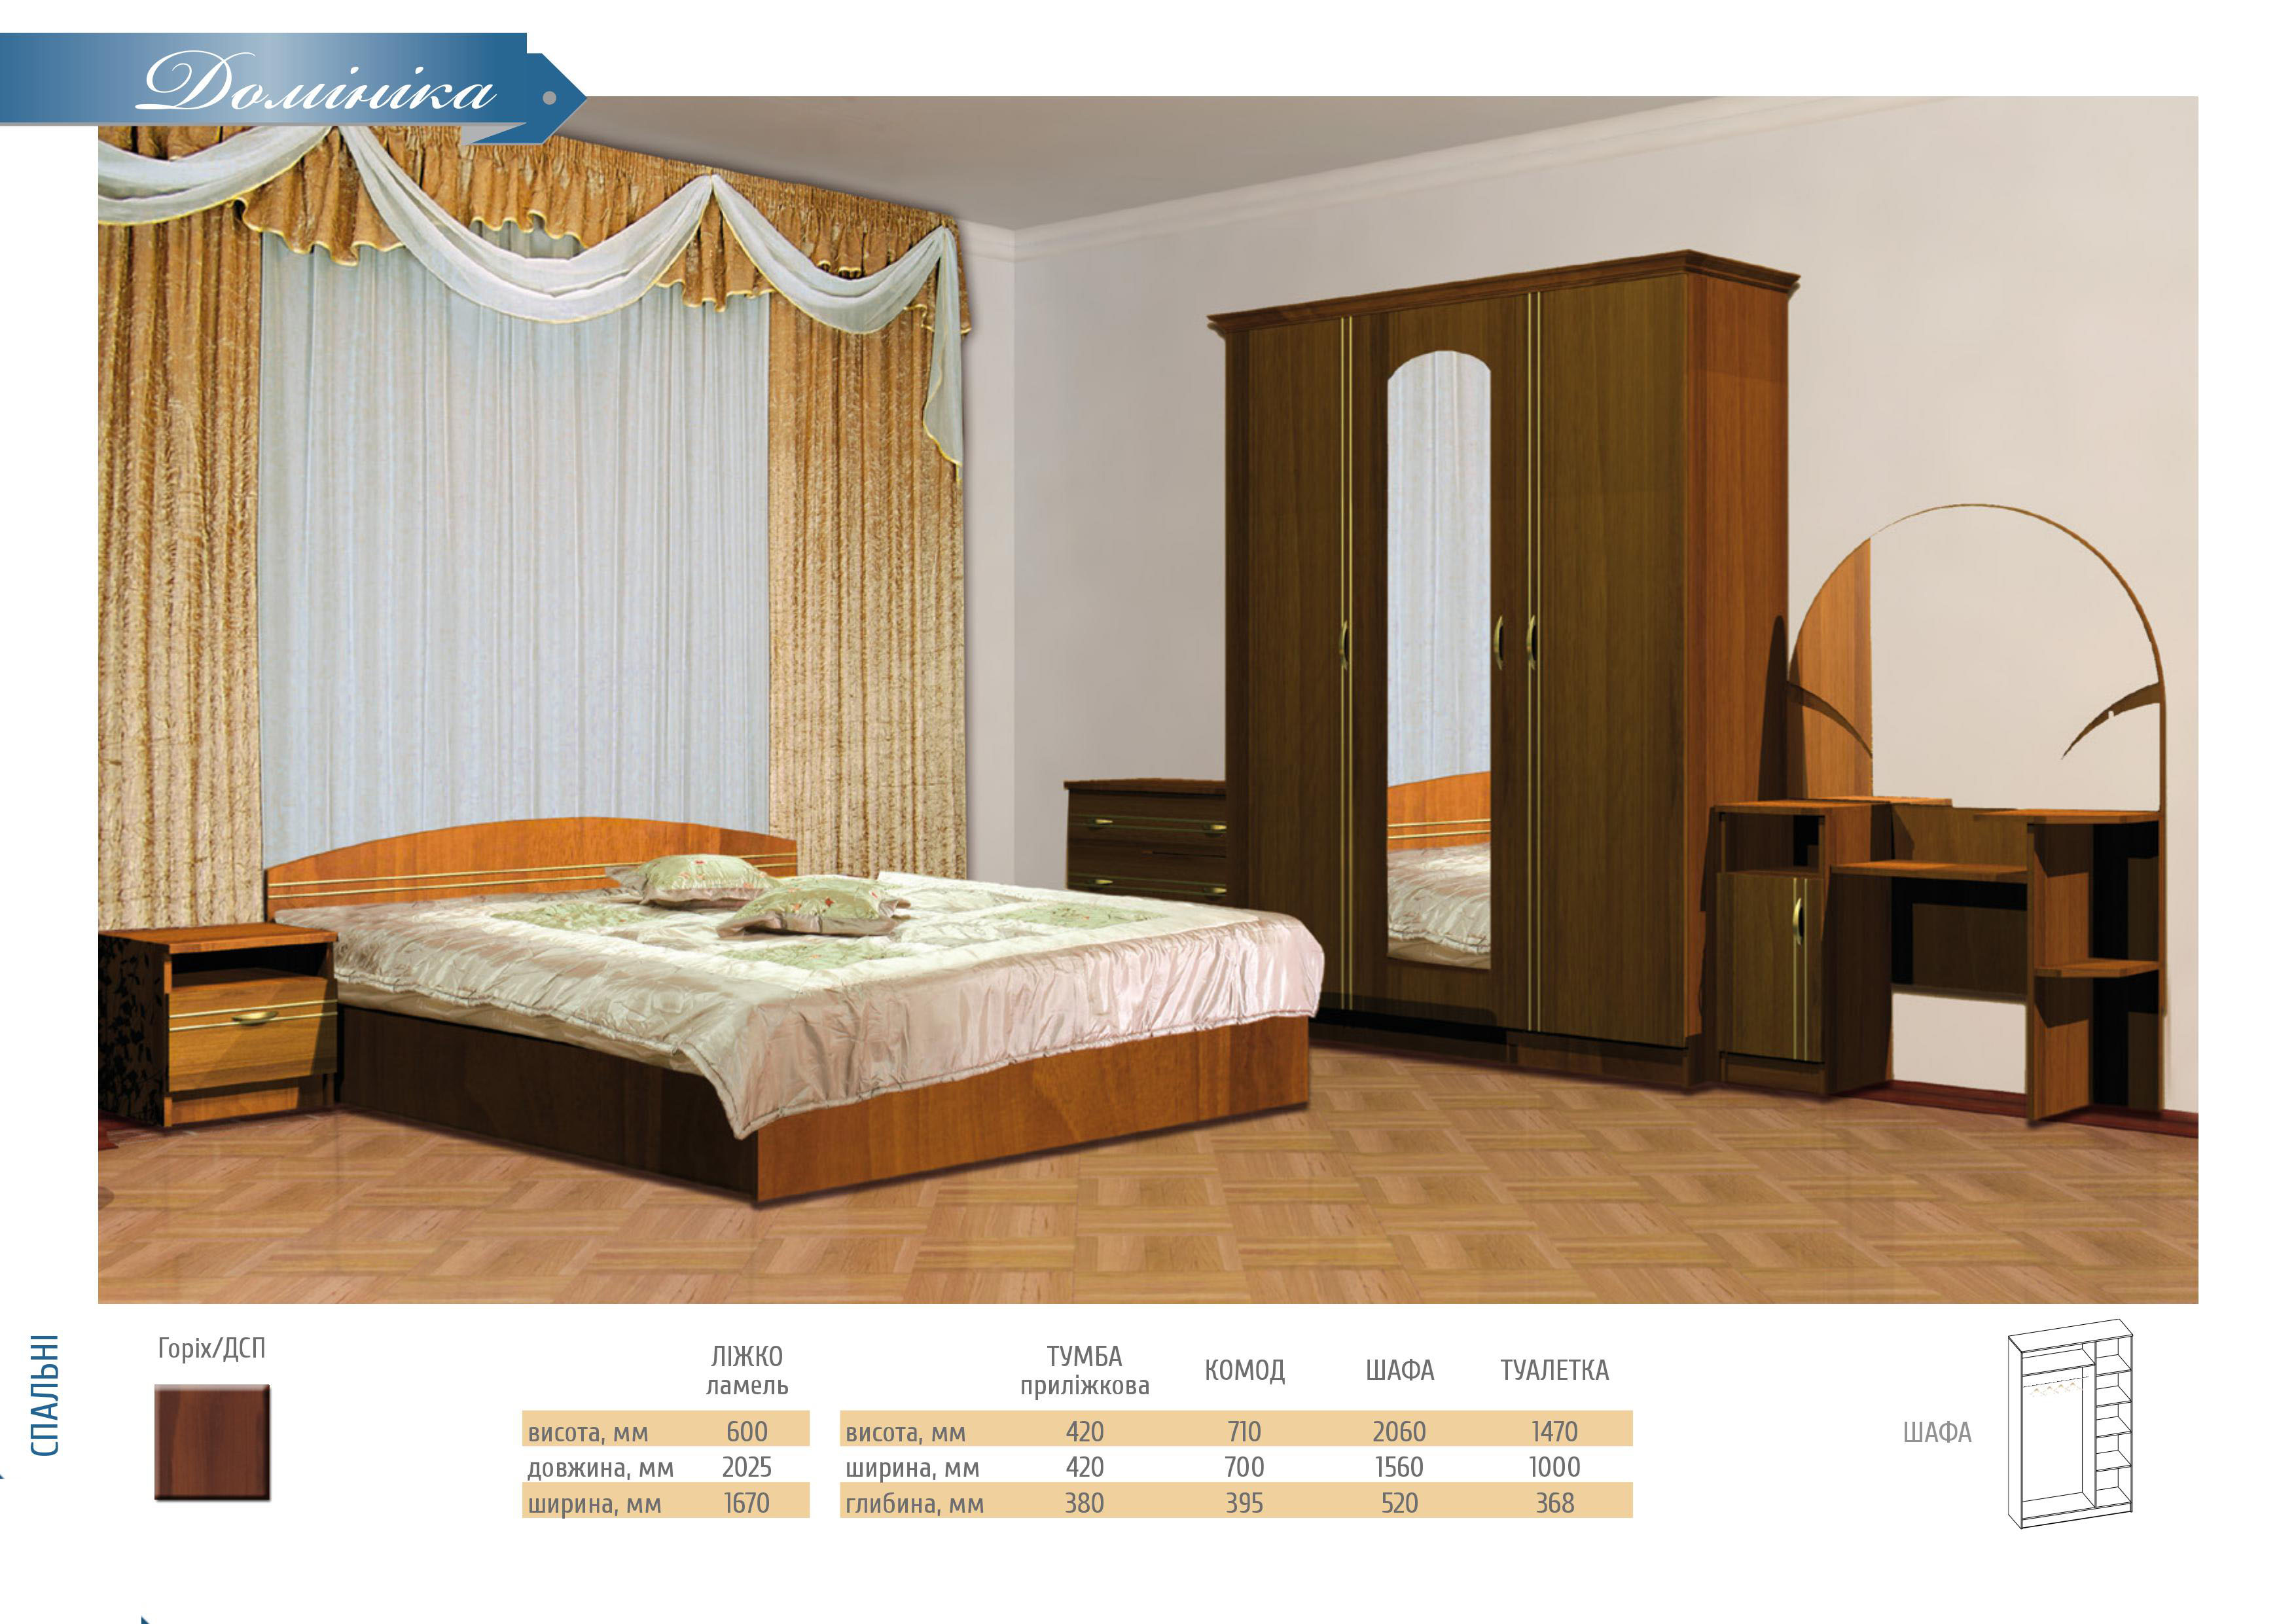 Домініка
СПАЛЬНІ
Горіх/ДСП
ЛІЖКО
ламель
висота, мм 600
довжина, мм 2025
ширина, мм 1670
ТУМБА приліжкова КОМОД ШАФА ТУАЛЕТКА
висота, мм 420 710 2060 1470
ширина, мм 420 700 1560 1000
глибина, мм 380 395 520 368
ШАФА